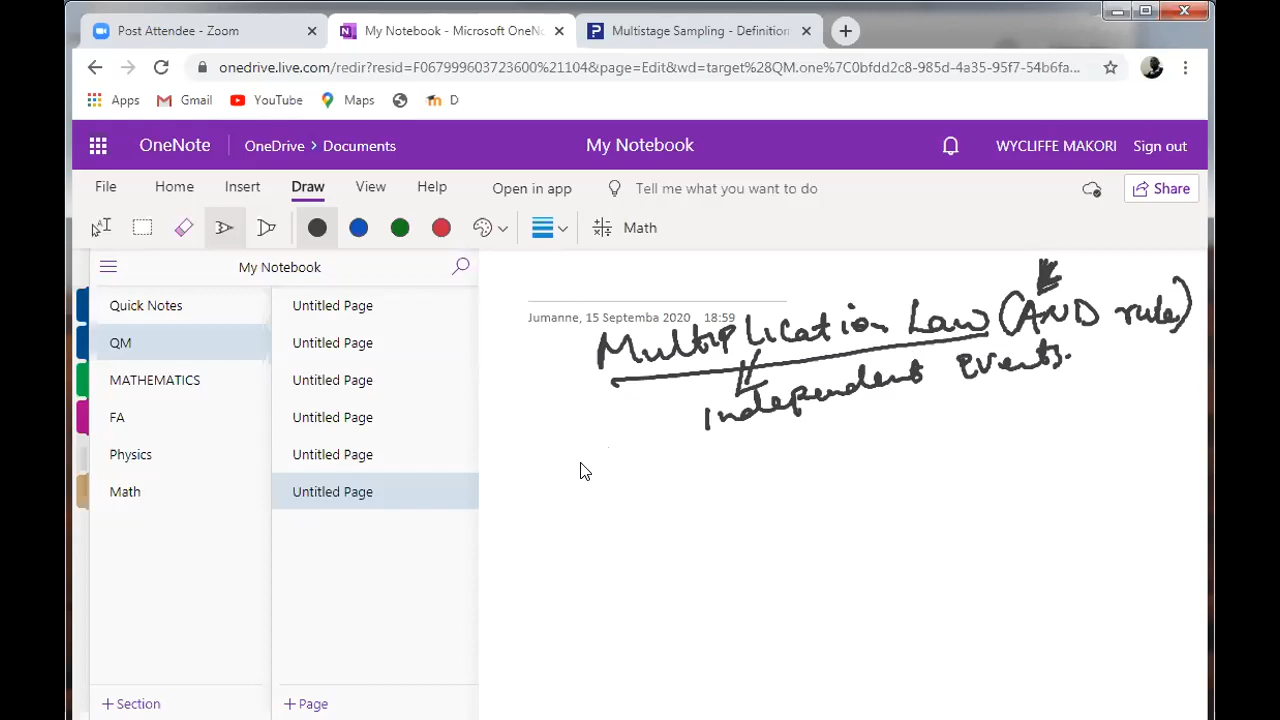 Post Attendee - Zoom
My Notebook - Microsoft OneNo
Multistage Sampling - Definition
onedrive.live.com/redir?resid=F067999603723600%21104&page=Edit&wd=target%28QM.one%7C0bfdd2c8-985d-4a35-95f7-54b6fa...
Apps Gmail YouTube Maps D
OneNote OneDrive > Documents My Notebook WYCLIFFE MAKORI Sign out
File Home Insert Draw View Help Open in app Tell me what you want to do Share
Math
My Notebook
Quick Notes
QM
MATHEMATICS
FA
Physics
Math
Untitled Page
Untitled Page
Untitled Page
Untitled Page
Untitled Page
Untitled Page
+ Section
+ Page
Jumanne, 15 Septemba 2020 18:59
Multiplication Law (AND rule)
Independent Events.